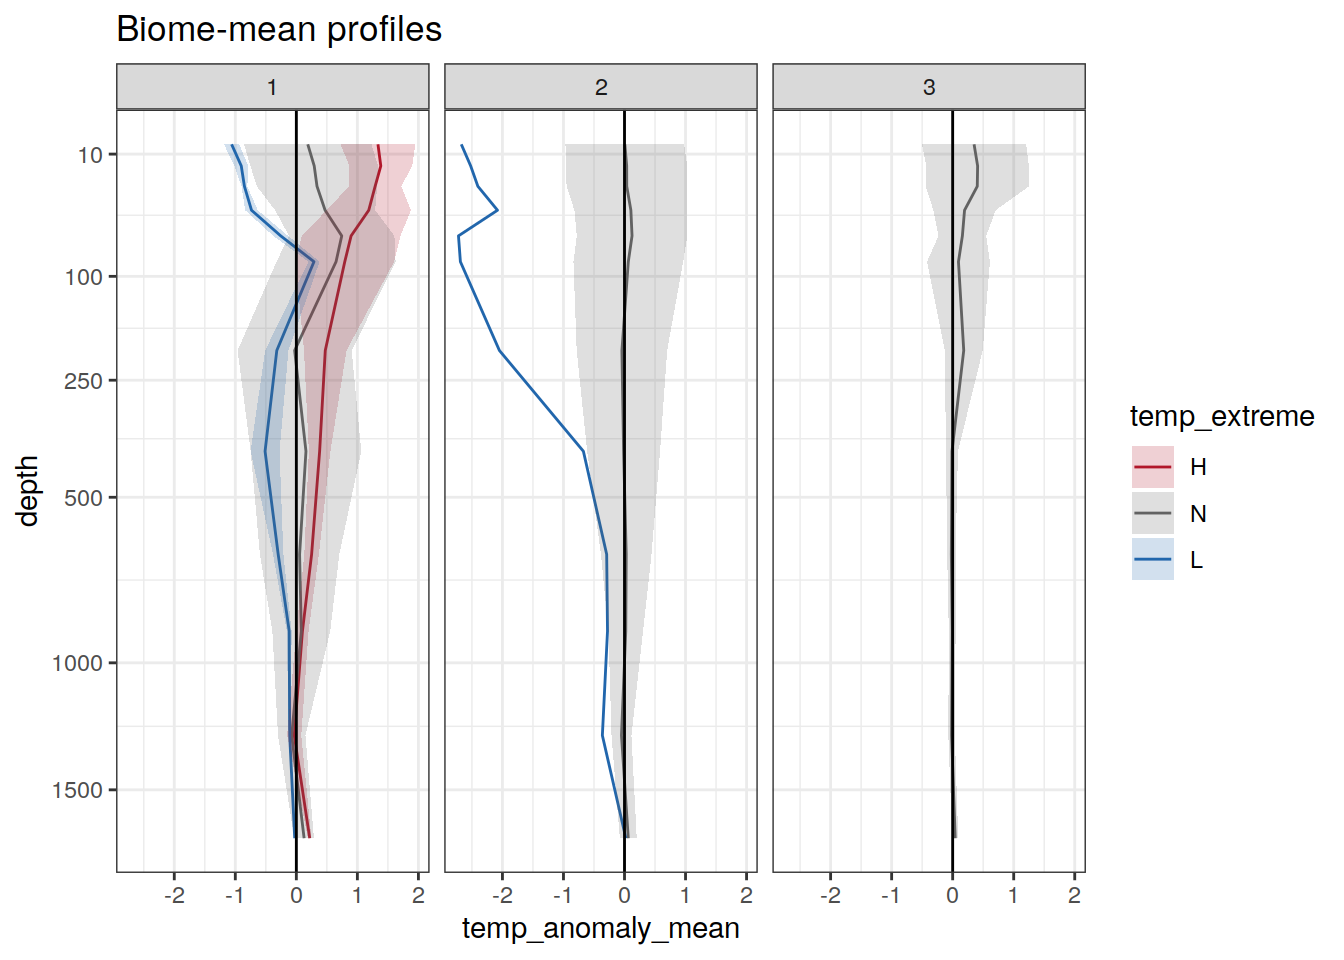 Biome-mean profiles
1 2 3
10
100
250
500
1000
1500
depth
-2 -1 0 1 2 -2 -1 0 1 2 -2 -1 0 1 2
temp_anomaly_mean
temp_extreme
H
N
L